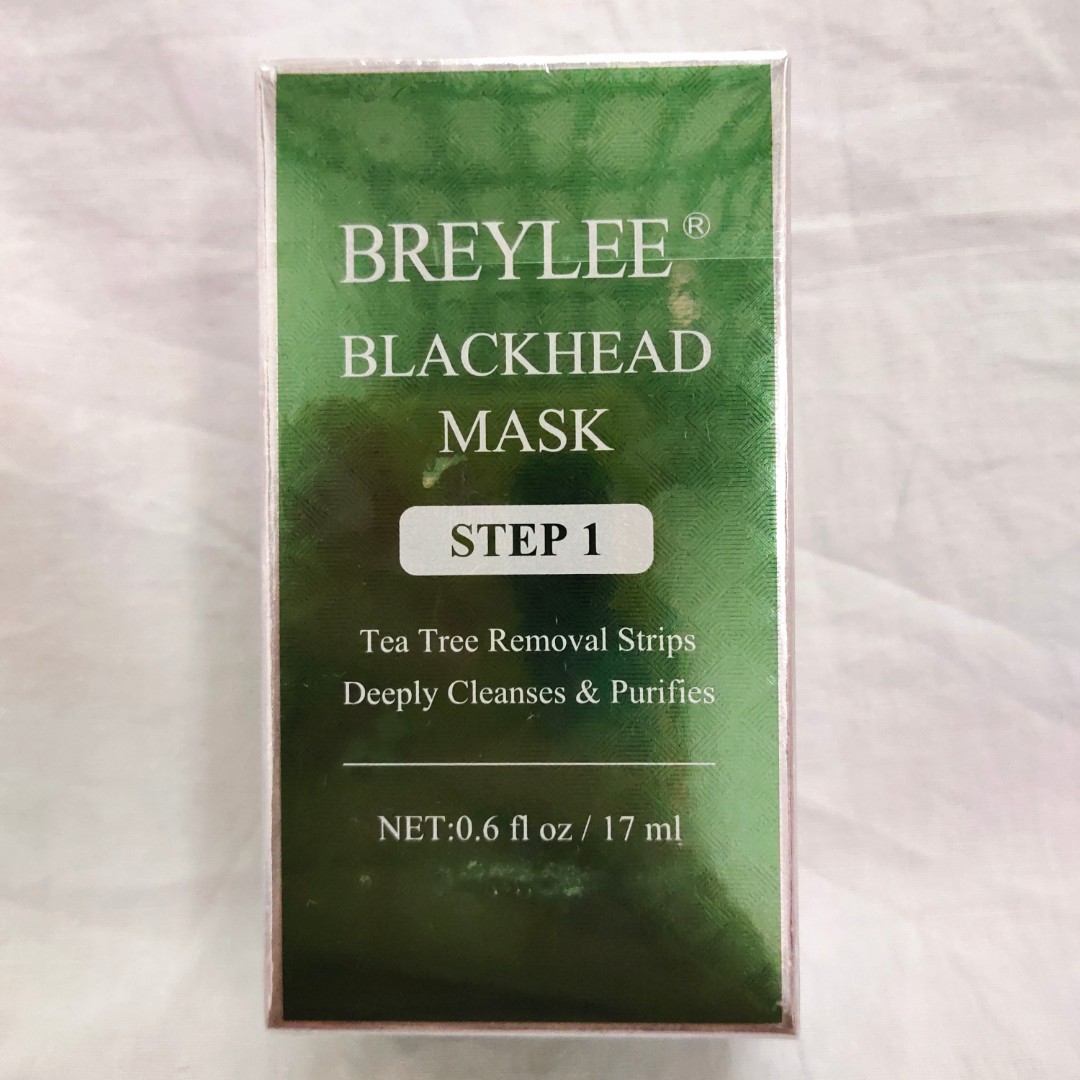 BREYLEE®
BLACKHEAD
MASK
STEP 1
Tea Tree Removal Strips
Deeply Cleanses & Purifies
NET:0.6 fl oz / 17 ml